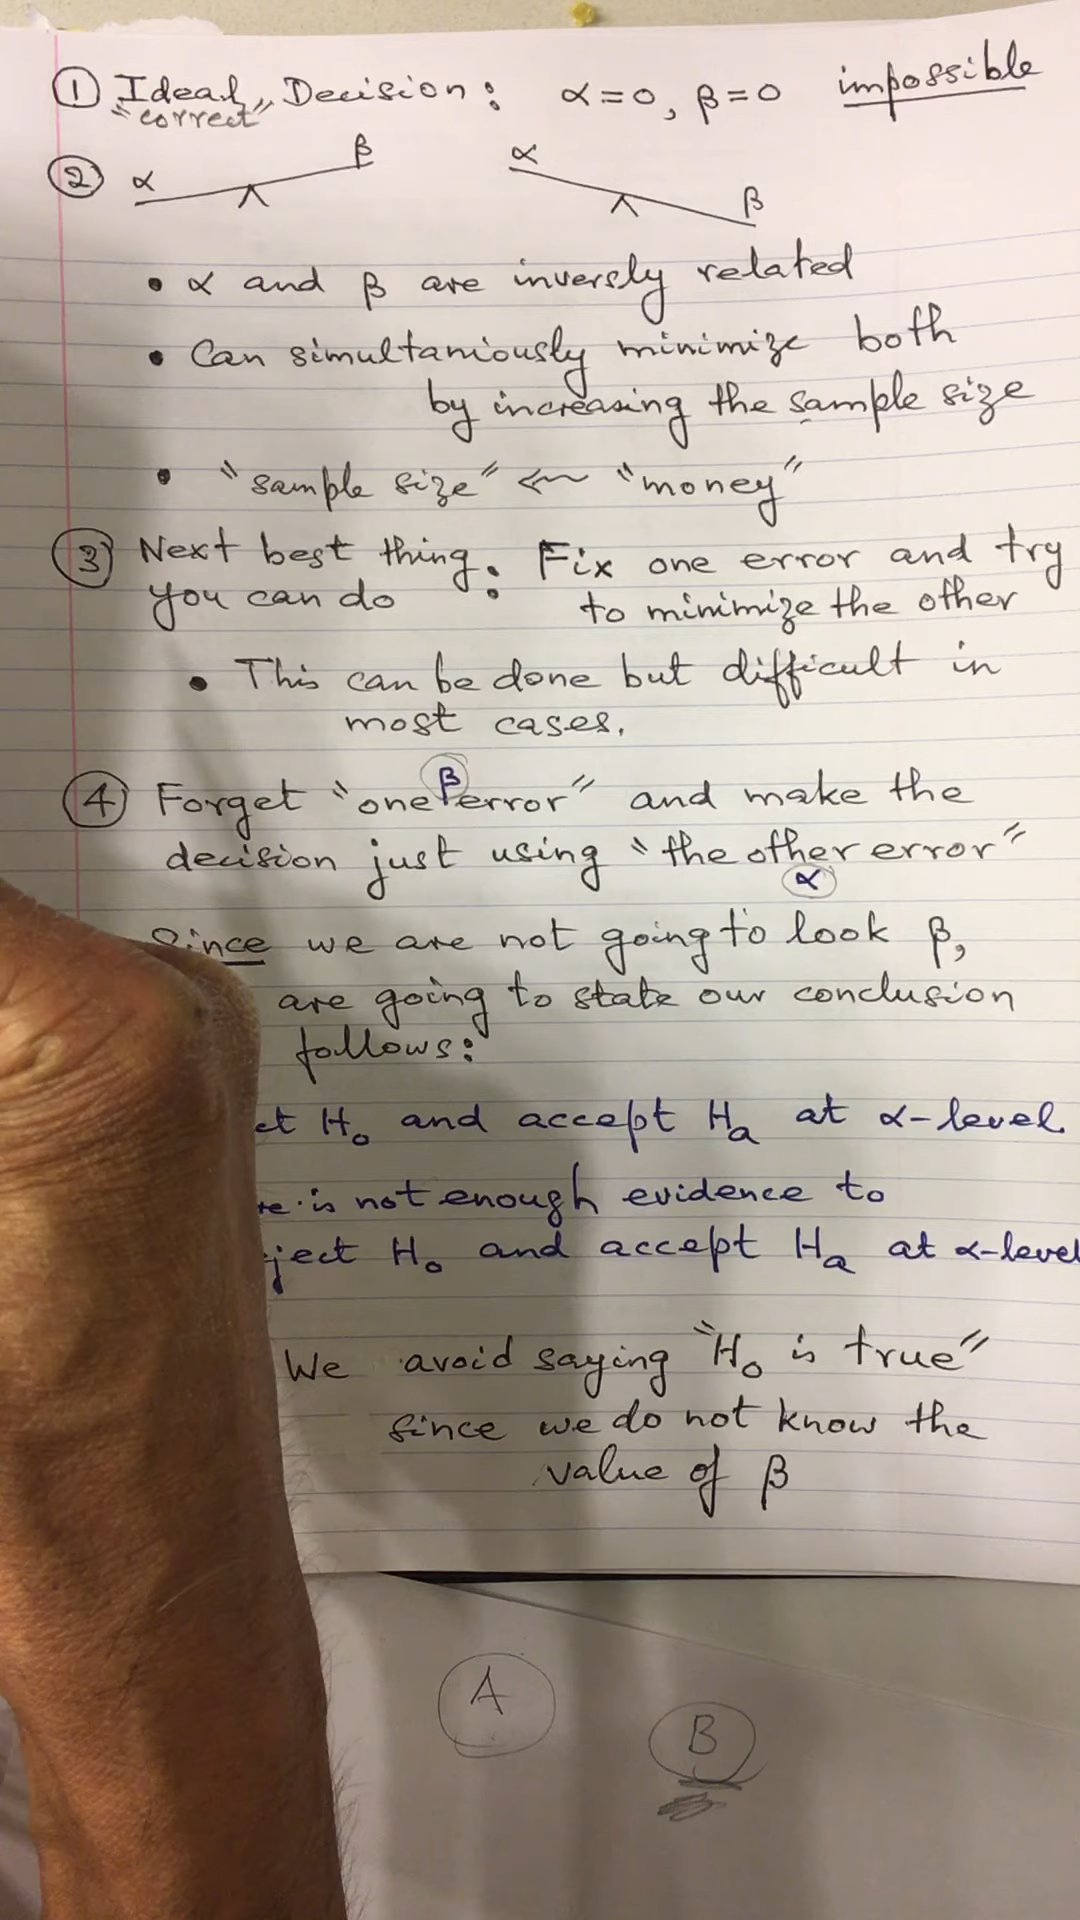 ① Ideal Decision: α=0, β=0 impossible
"correct"
② α β α β
• α and β are inversly related
• Can simultaniously minimize both
by increasing the sample size
• "sample size" ← "money"
③ Next best thing: Fix one error and try
you can do to minimize the other
• This can be done but difficult in
most cases.
β
④ Forget "one error" and make the
decision just using "the other error"
α
Since we are not going to look β,
are going to state our conclusion
follows:
ct H₀ and accept Hₐ at α-level.
re is not enough evidence to
ject H₀ and accept Hₐ at α-level
We avoid saying "H₀ is true"
since we do not know the
value of β
A
B